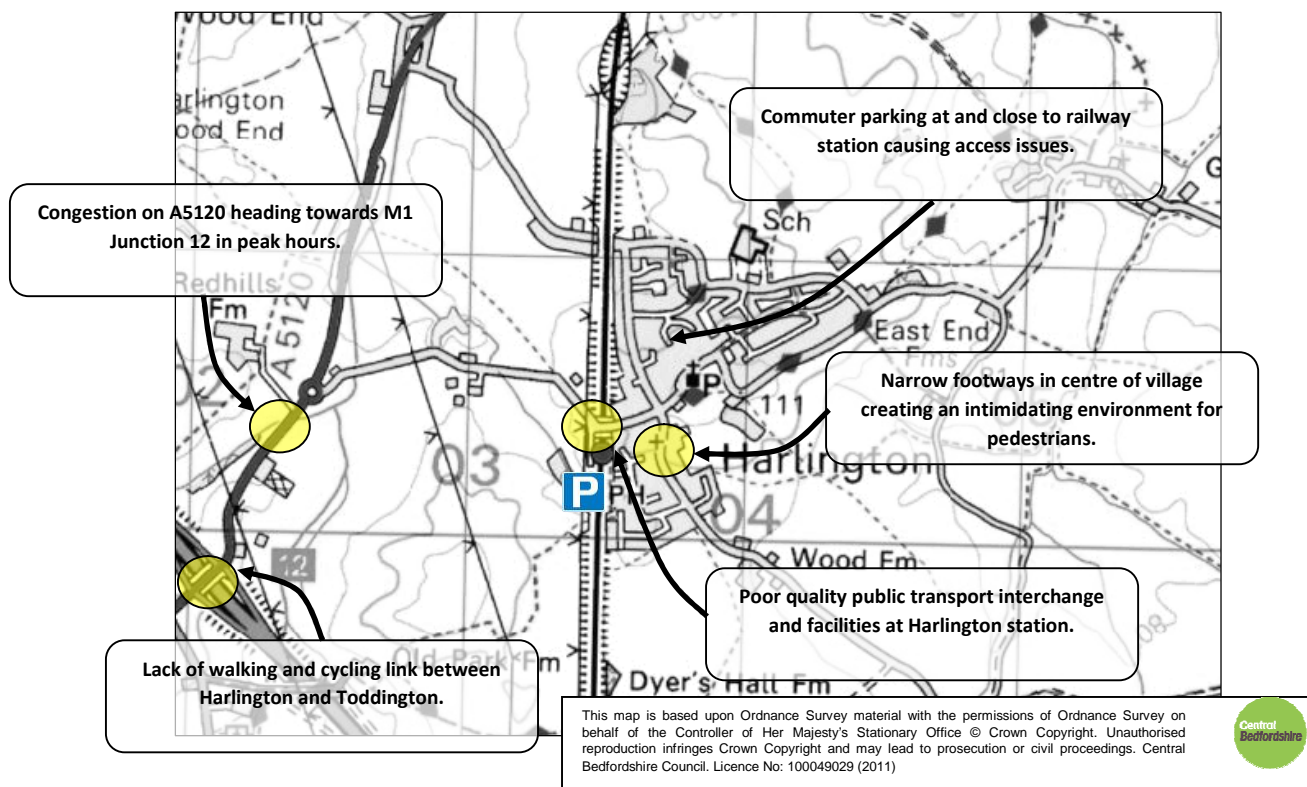 Wood End
arlington
ood End
Commuter parking at and close to railway
station causing access issues.
Congestion on A5120 heading towards M1
Junction 12 in peak hours.
Sch
G
Redhills
Fm
A 5120
East End
Fms
81
02
P
111
Narrow footways in centre of village
creating an intimidating environment for
pedestrians.
03
Harlington
P
PH
04
12
Wood Fm
Poor quality public transport interchange
and facilities at Harlington station.
108
Lack of walking and cycling link between
Harlington and Toddington.
Old Park Fm
Dyer's Hall Fm
This map is based upon Ordnance Survey material with the permissions of Ordnance Survey on
behalf of the Controller of Her Majesty's Stationary Office © Crown Copyright. Unauthorised
reproduction infringes Crown Copyright and may lead to prosecution or civil proceedings. Central
Bedfordshire Council. Licence No: 100049029 (2011)
Central
Bedfordshire